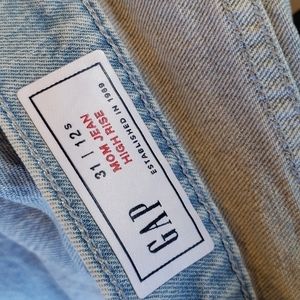 31 | 12s
MOM JEAN
HIGH RISE
ESTABLISHED IN 1969
GAP